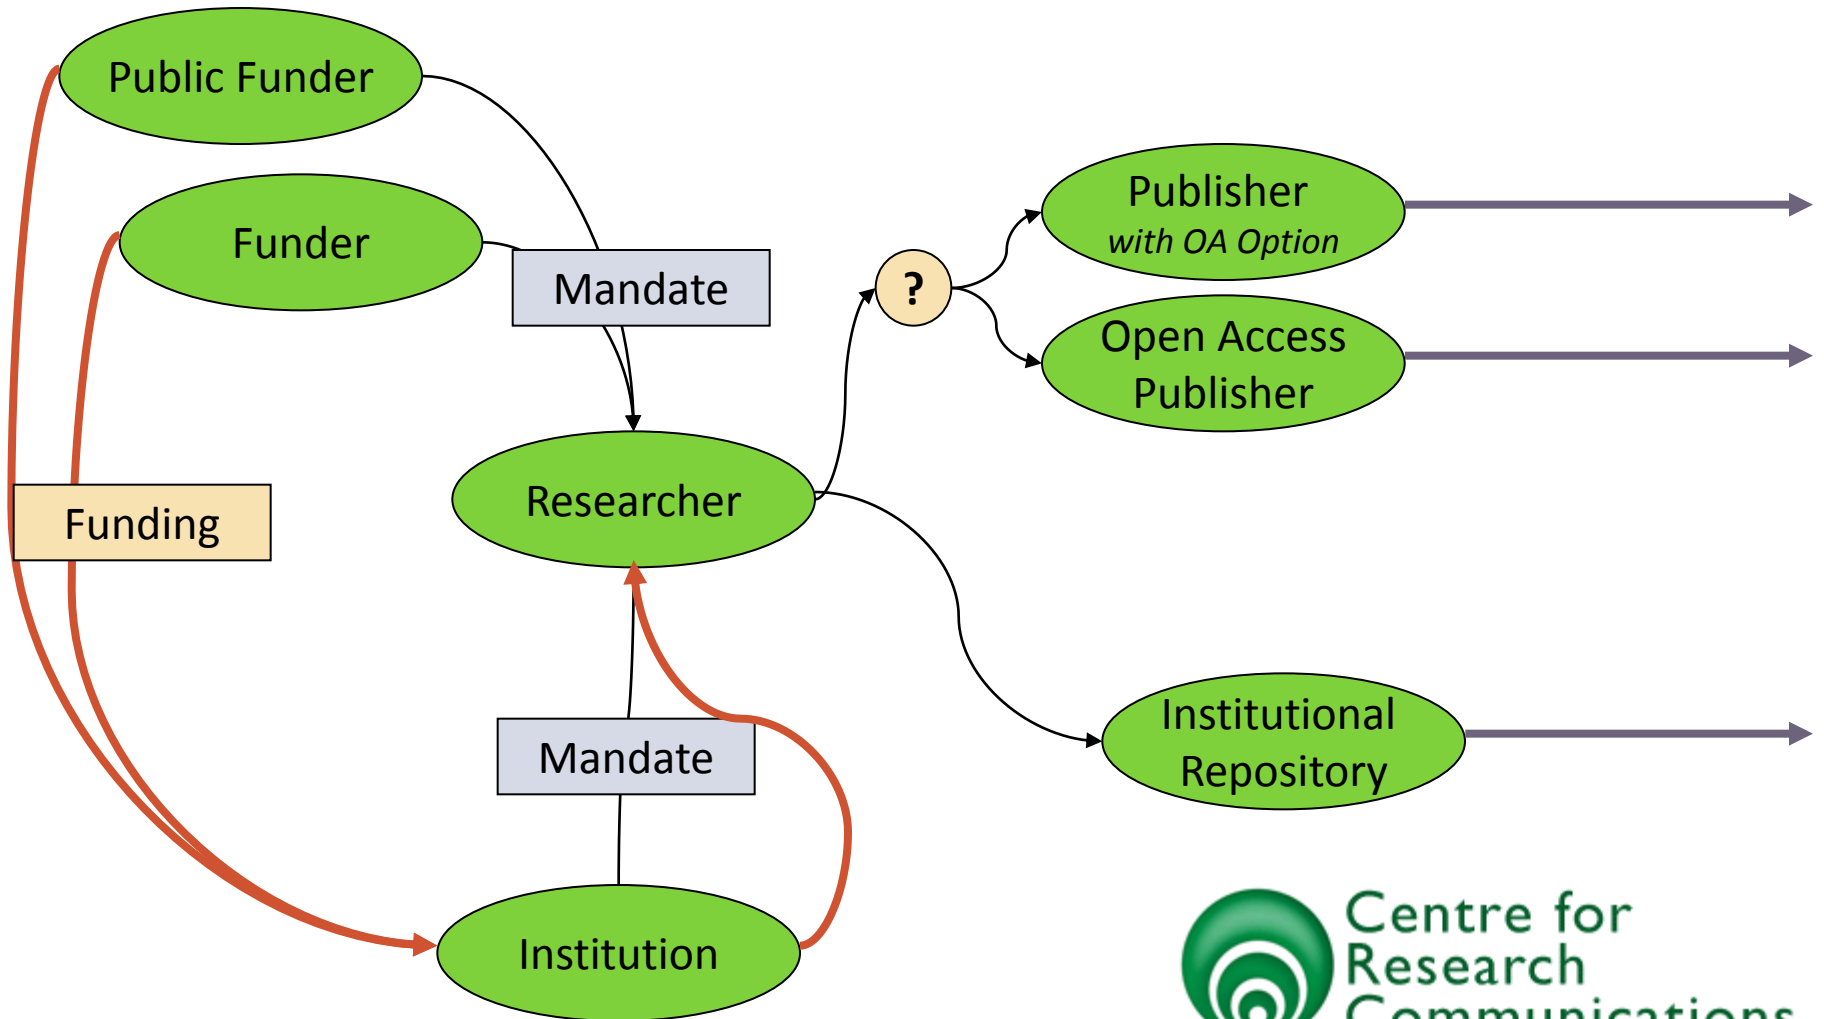 Public Funder
Funder
Mandate
Publisher
with OA Option
?
Open Access
Publisher
Researcher
Funding
Mandate
Institutional
Repository
Institution
Centre for
Research
Communications